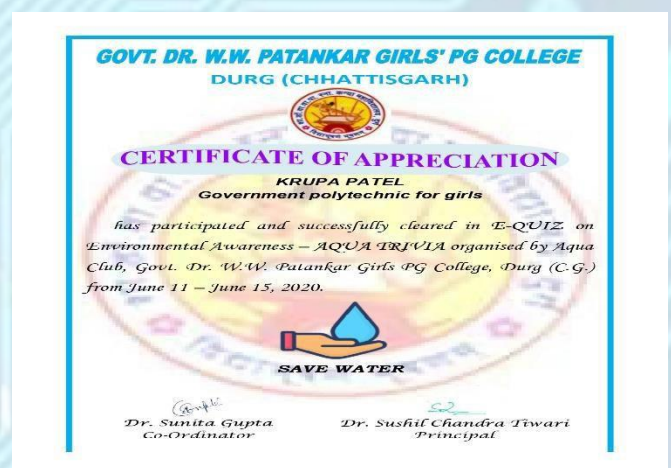 GOVT. DR. W.W. PATANKAR GIRLS' PG COLLEGE
DURG (CHHATTISGARH)
CERTIFICATE OF APPRECIATION
KRUPA PATEL
Government polytechnic for girls
has participated and successfully cleared in E-QUIZ on
Environmental Awareness – AQUA TRIVIA organised by Aqua
Club, Govt. Dr. W.W. Patankar Girls PG College, Durg (C.G.)
from June 11 – June 15, 2020.
SAVE WATER
Dr. Sunita Gupta
Co-Ordinator
Dr. Sushil Chandra Tiwari
Principal